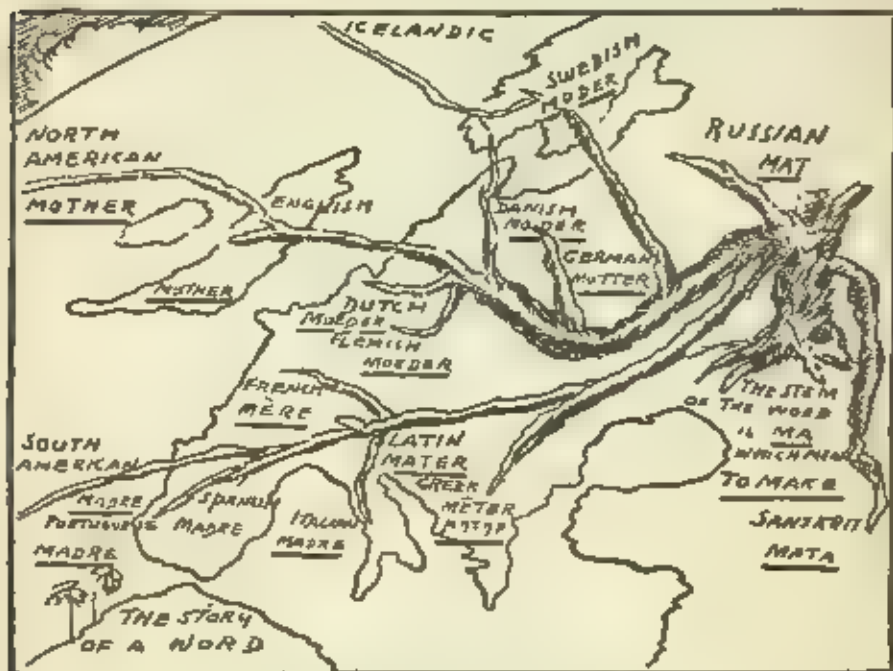 ICELANDIC
SWEDISH
MODER
NORTH
AMERICAN
MOTHER
ENGLISH
MOTHER
RUSSIAN
MAT
DANISH
MODER
GERMAN
MUTTER
DUTCH
MOEDER
FLEMISH
MOEDER
FRENCH
MÈRE
SOUTH
AMERICAN
MADRE
PORTUGUESE
MADRE
SPANISH
MADRE
ITALIAN
MADRE
LATIN
MATER
GREEK
METER
THE STEM
OF THE WORD
IS MA
WHICH MEAN
TO MAKE
SANSKRIT
MATA
THE STORY
OF A WORD